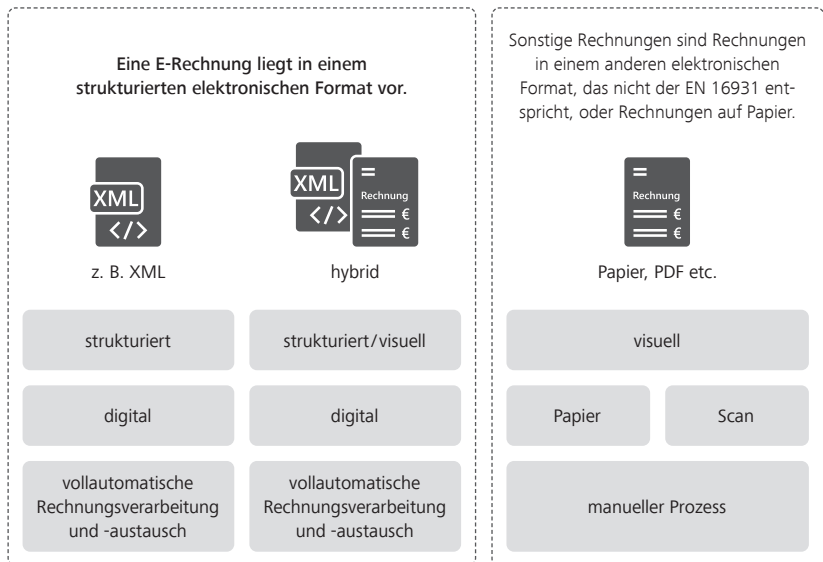 Eine E-Rechnung liegt in einem
strukturierten elektronischen Format vor.
XML
</>
z. B. XML
XML
</>
Rechnung
€
€
hybrid
strukturiert
strukturiert/visuell
digital
digital
vollautomatische
Rechnungsverarbeitung
und -austausch
vollautomatische
Rechnungsverarbeitung
und -austausch
Sonstige Rechnungen sind Rechnungen
in einem anderen elektronischen
Format, das nicht der EN 16931 ent-
spricht, oder Rechnungen auf Papier.
Rechnung
€
€
Papier, PDF etc.
visuell
Papier
Scan
manueller Prozess